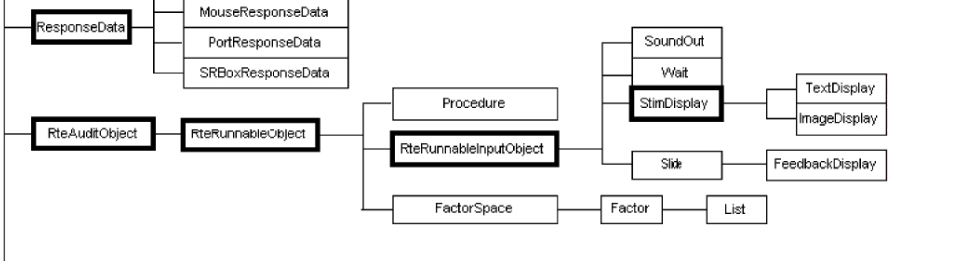 MouseResponseData
ResponseData
PortResponseData
SRBoxResponseData
SoundOut
Wait
StimDisplay
TextDisplay
ImageDisplay
Procedure
RteAuditObject
RteRunnableObject
RteRunnableInputObject
Slide
FeedbackDisplay
FactorSpace
Factor
List